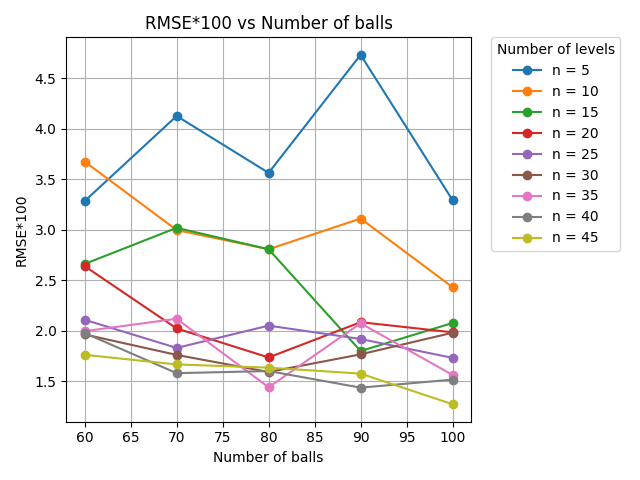 RMSE*100 vs Number of balls
RMSE*100
4.5
4.0
3.5
3.0
2.5
2.0
1.5
60 65 70 75 80 85 90 95 100
Number of balls
Number of levels
n = 5
n = 10
n = 15
n = 20
n = 25
n = 30
n = 35
n = 40
n = 45